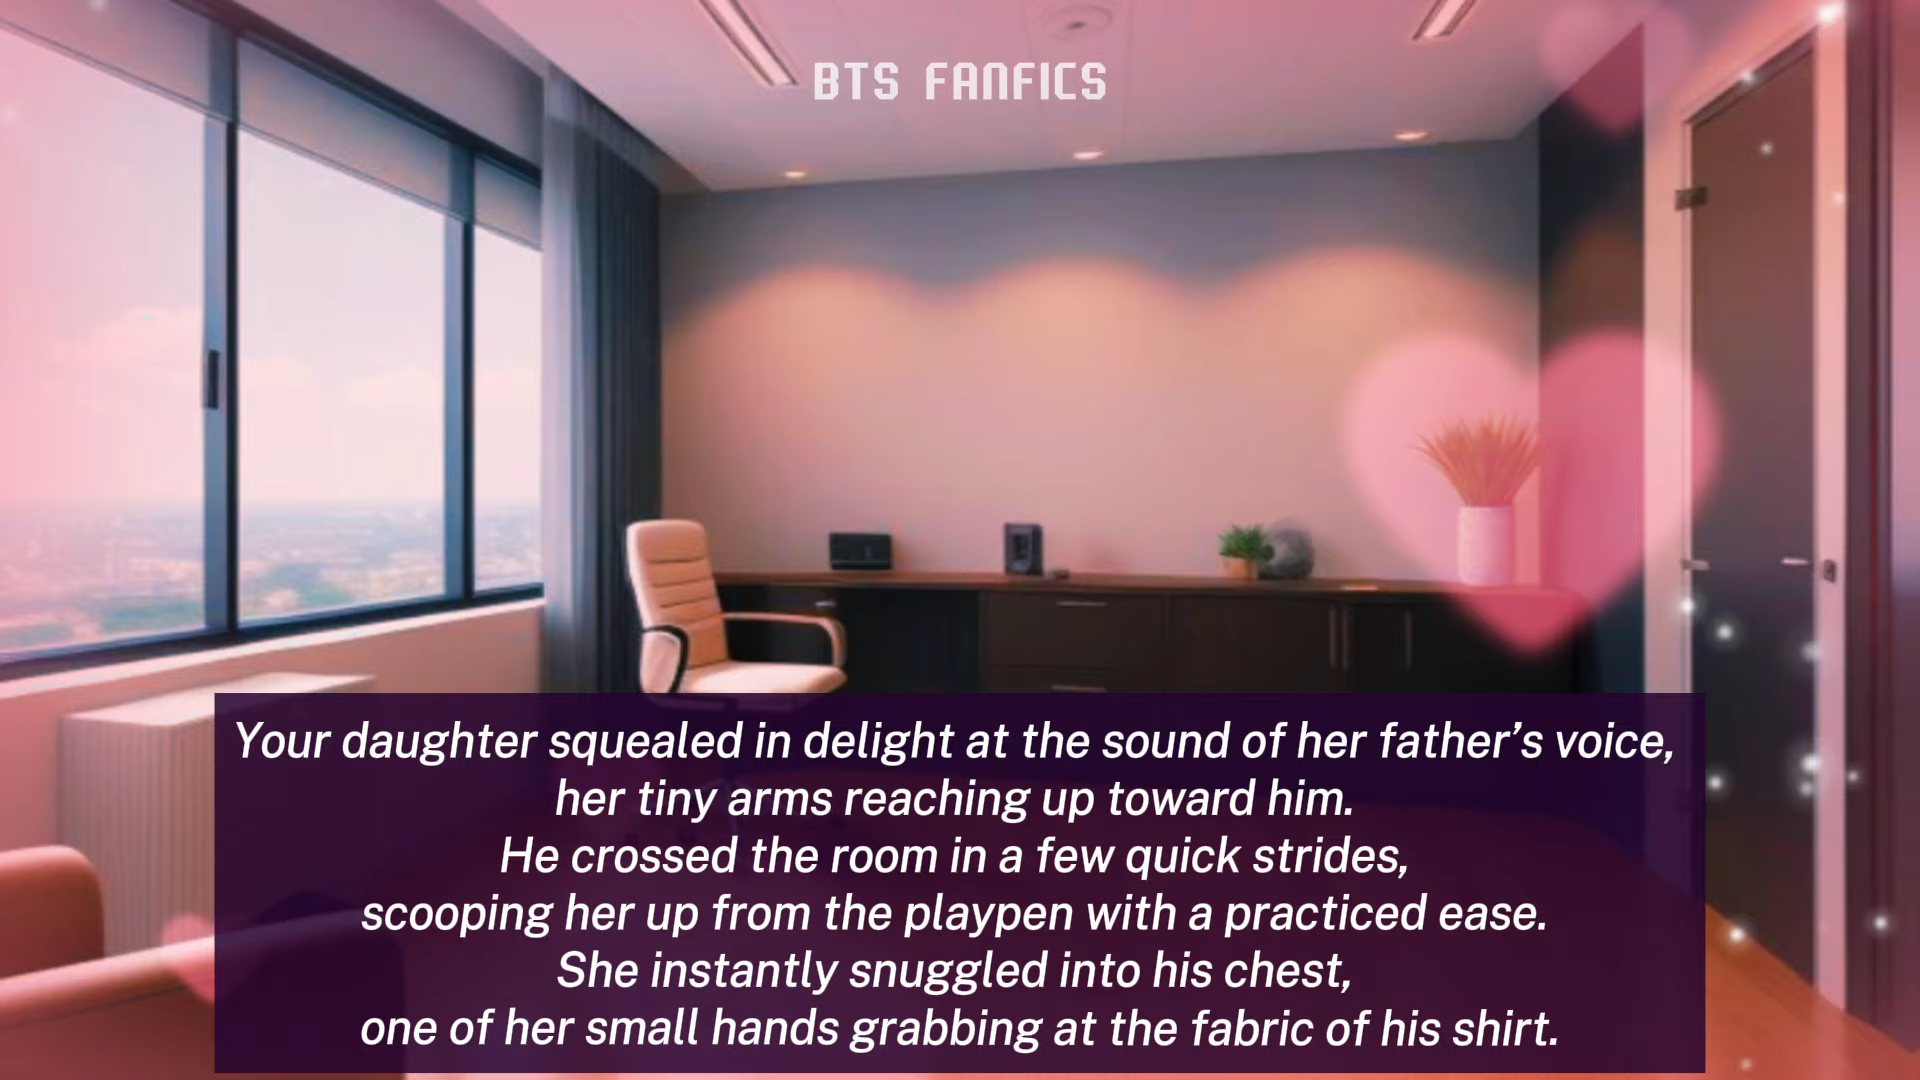 BTS FANFICS
Your daughter squealed in delight at the sound of her father’s voice,
her tiny arms reaching up toward him.
He crossed the room in a few quick strides,
scooping her up from the playpen with a practiced ease.
She instantly snuggled into his chest,
one of her small hands grabbing at the fabric of his shirt.